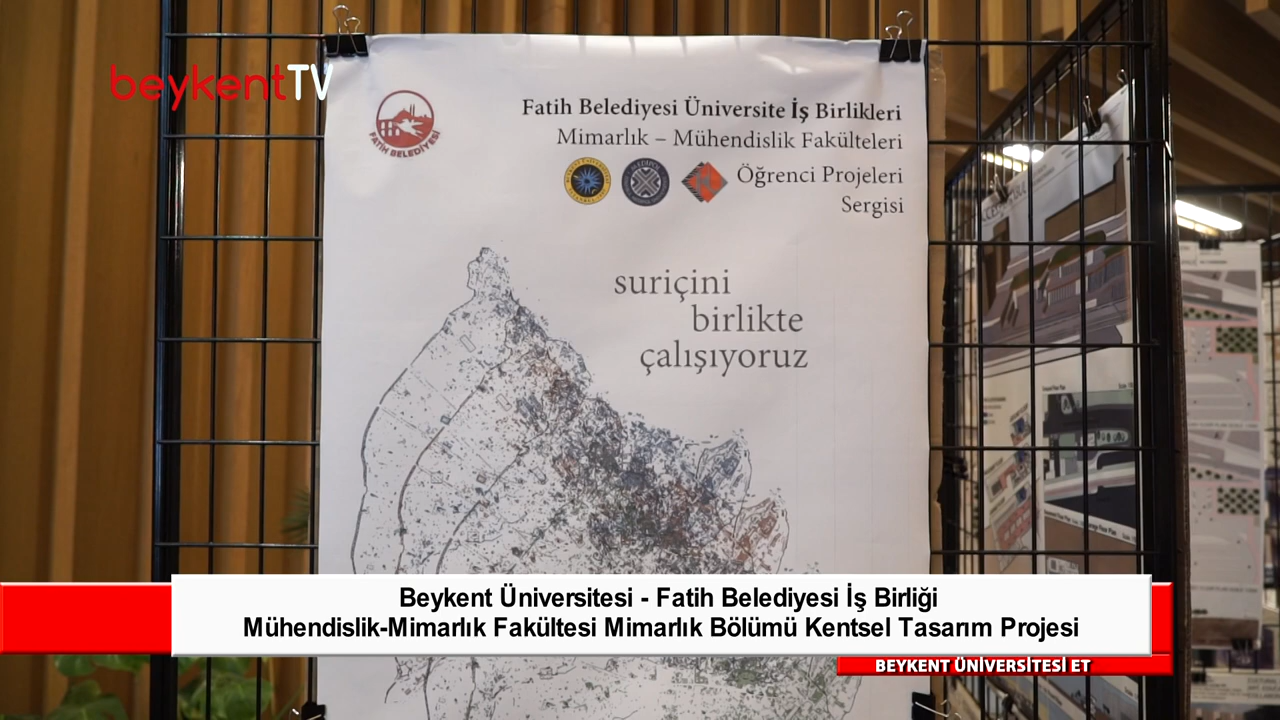 beykentTV
FATİH BELEDİYESİ
Fatih Belediyesi Üniversite İş Birlikleri
Mimarlık – Mühendislik Fakülteleri
Öğrenci Projeleri
Sergisi
suriçini
birlikte
çalışıyoruz
Beykent Üniversitesi - Fatih Belediyesi İş Birliği
Mühendislik-Mimarlık Fakültesi Mimarlık Bölümü Kentsel Tasarım Projesi
BEYKENT ÜNİVERSİTESİ ET